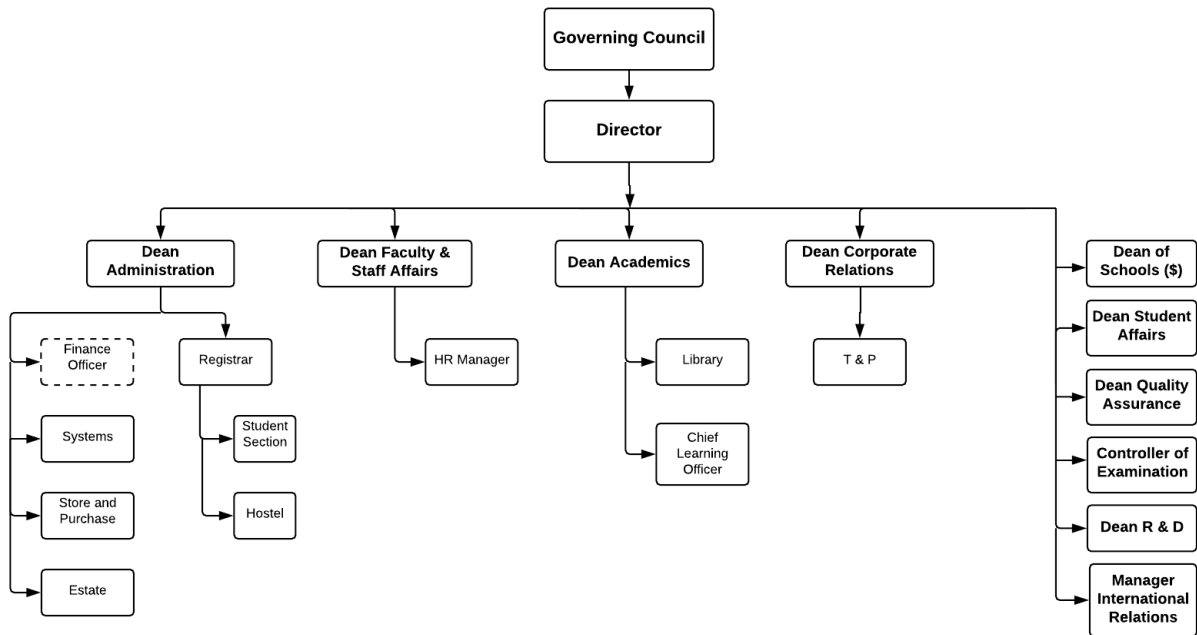 Governing Council
Director
Dean
Administration
Dean Faculty &
Staff Affairs
Dean Academics
Dean Corporate
Relations
Dean of
Schools ($)
Dean Student
Affairs
Dean Quality
Assurance
Controller of
Examination
Dean R & D
Manager
International
Relations
Finance
Officer
Registrar
HR Manager
Library
T & P
Systems
Student
Section
Chief
Learning
Officer
Store and
Purchase
Hostel
Estate